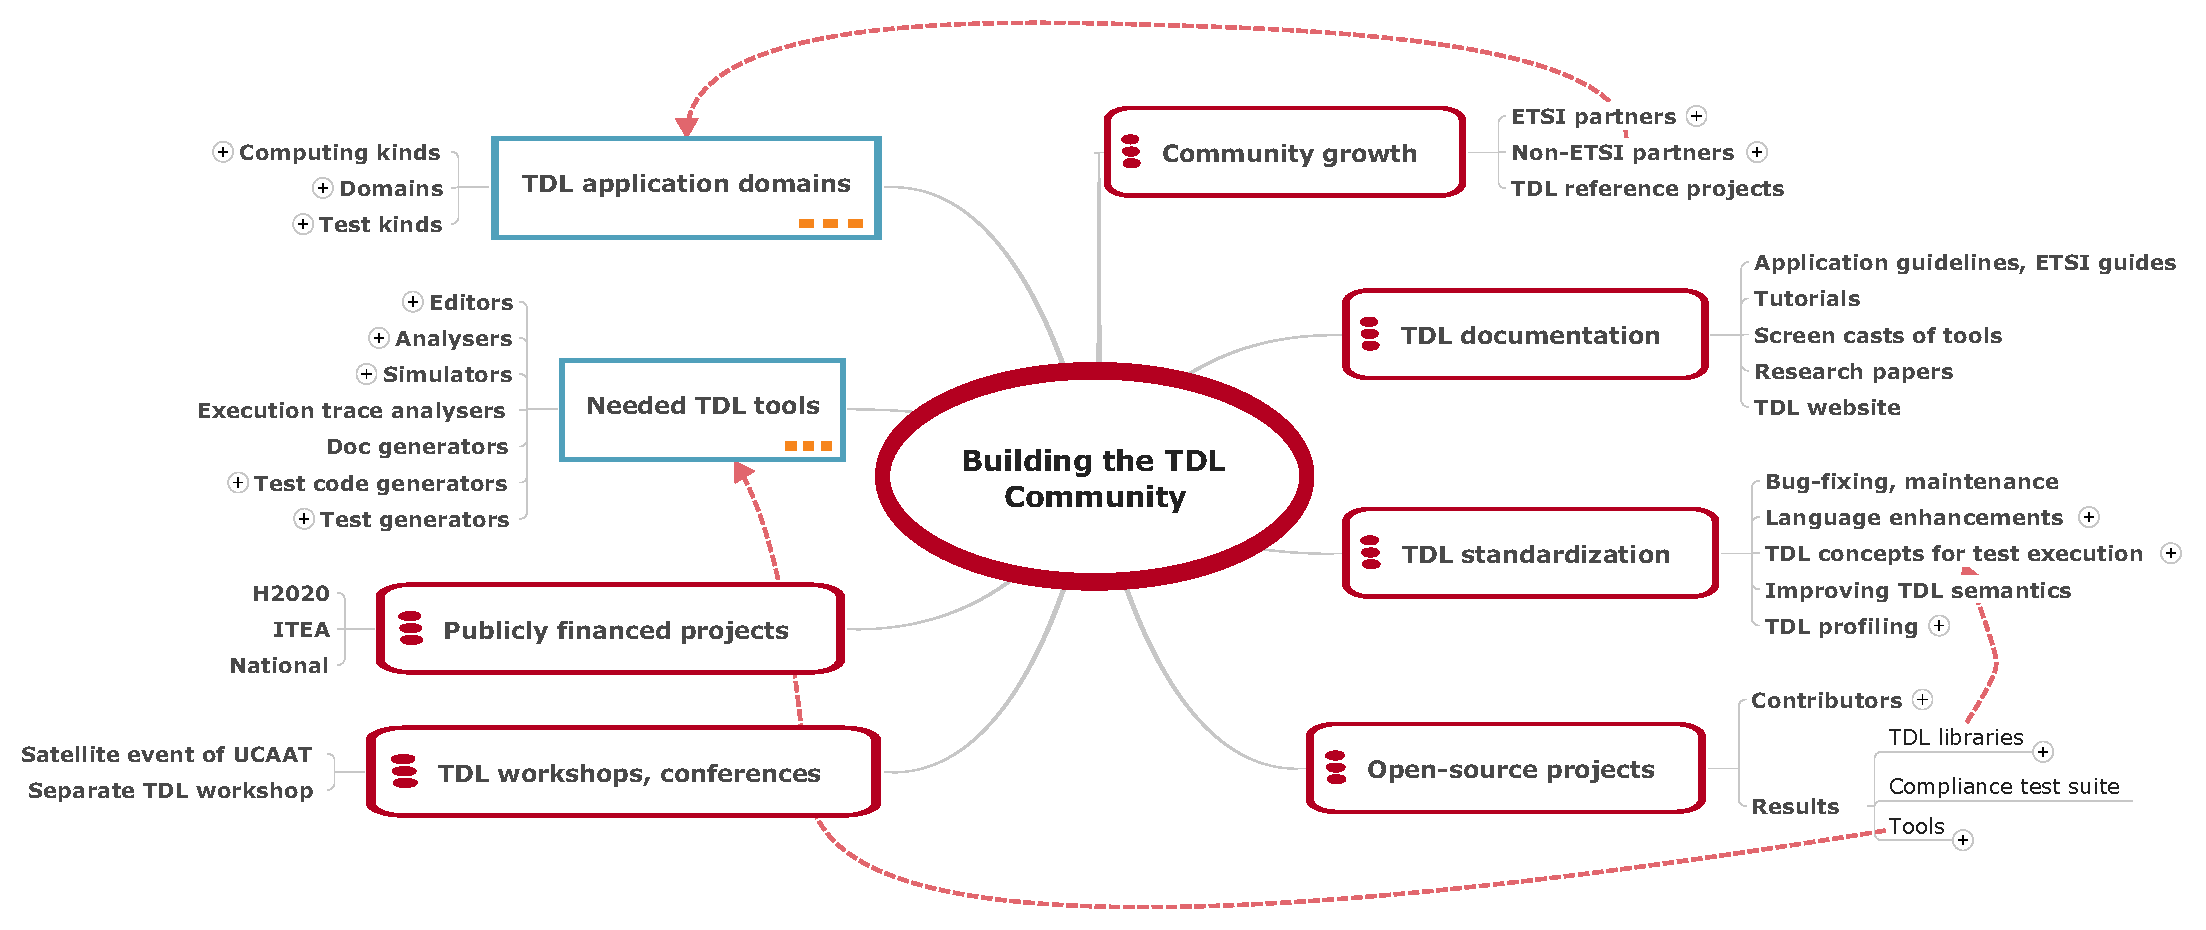 Building the TDL
Community
TDL application domains
Computing kinds
Domains
Test kinds
Needed TDL tools
Editors
Analysers
Simulators
Execution trace analysers
Doc generators
Test code generators
Test generators
Publicly financed projects
H2020
ITEA
National
TDL workshops, conferences
Satellite event of UCAAT
Separate TDL workshop
Community growth
ETSI partners
Non-ETSI partners
TDL reference projects
TDL documentation
Application guidelines, ETSI guides
Tutorials
Screen casts of tools
Research papers
TDL website
TDL standardization
Bug-fixing, maintenance
Language enhancements
TDL concepts for test execution
Improving TDL semantics
TDL profiling
Open-source projects
Contributors
Results
TDL libraries
Compliance test suite
Tools